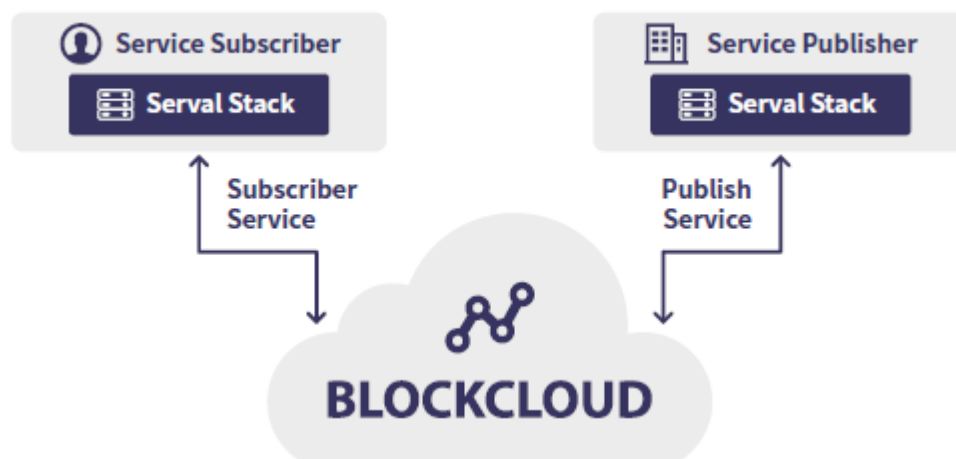 Service Subscriber
Serval Stack
Service Publisher
Serval Stack
Subscriber
Service
Publish
Service
BLOCKCLOUD